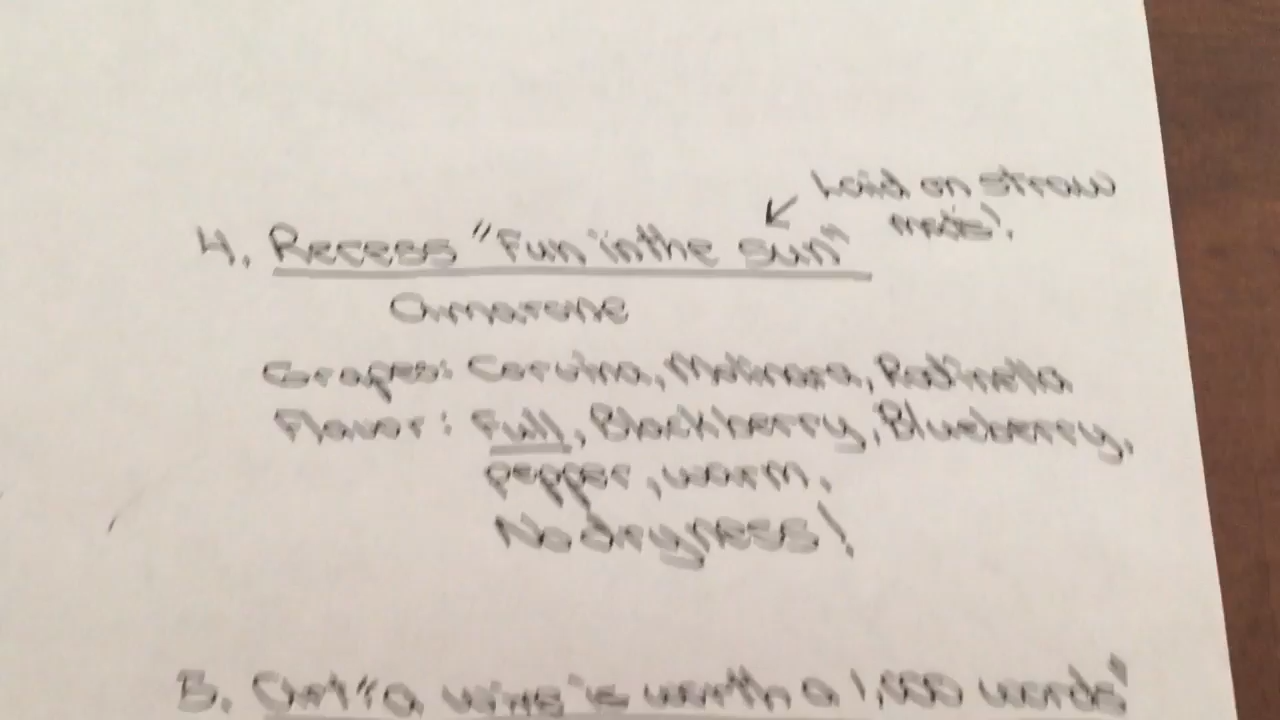 Laid on straw
mats!
4. Recess "Fun in the sun"
Amarone
Grapes: Corvina, Molinara, Rodinella
Flavor: Full, Blackberry, Blueberry,
pepper, warm.
No dryness!
5. Art "a wine is worth a 1,000 words"